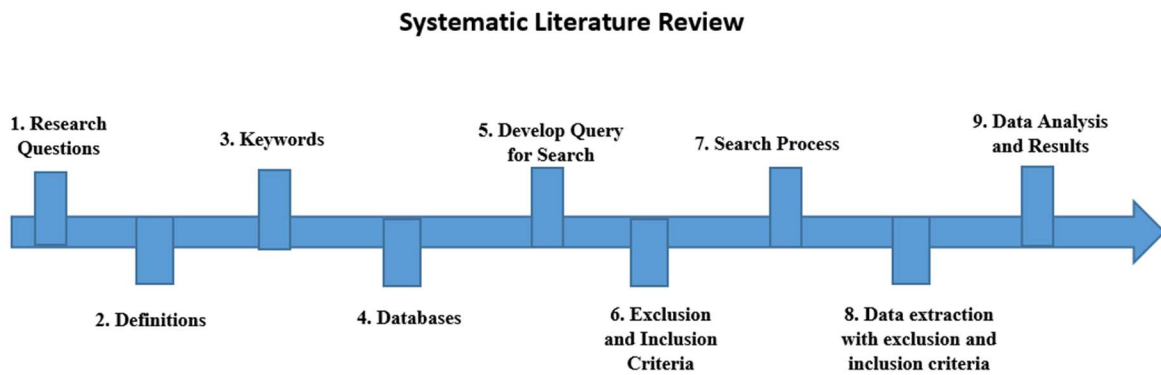 Systematic Literature Review
1. Research
Questions
2. Definitions
3. Keywords
4. Databases
5. Develop Query
for Search
6. Exclusion
and Inclusion
Criteria
7. Search Process
8. Data extraction
with exclusion and
inclusion criteria
9. Data Analysis
and Results